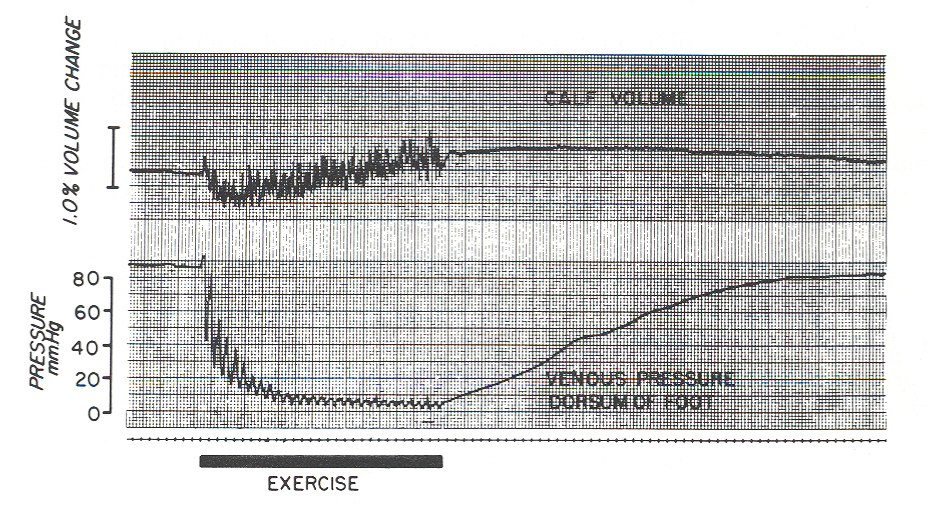 1.0% VOLUME CHANGE
CALF VOLUME
PRESSURE
mmHg
80
60
40
20
0
VENOUS PRESSURE
DORSUM OF FOOT
EXERCISE